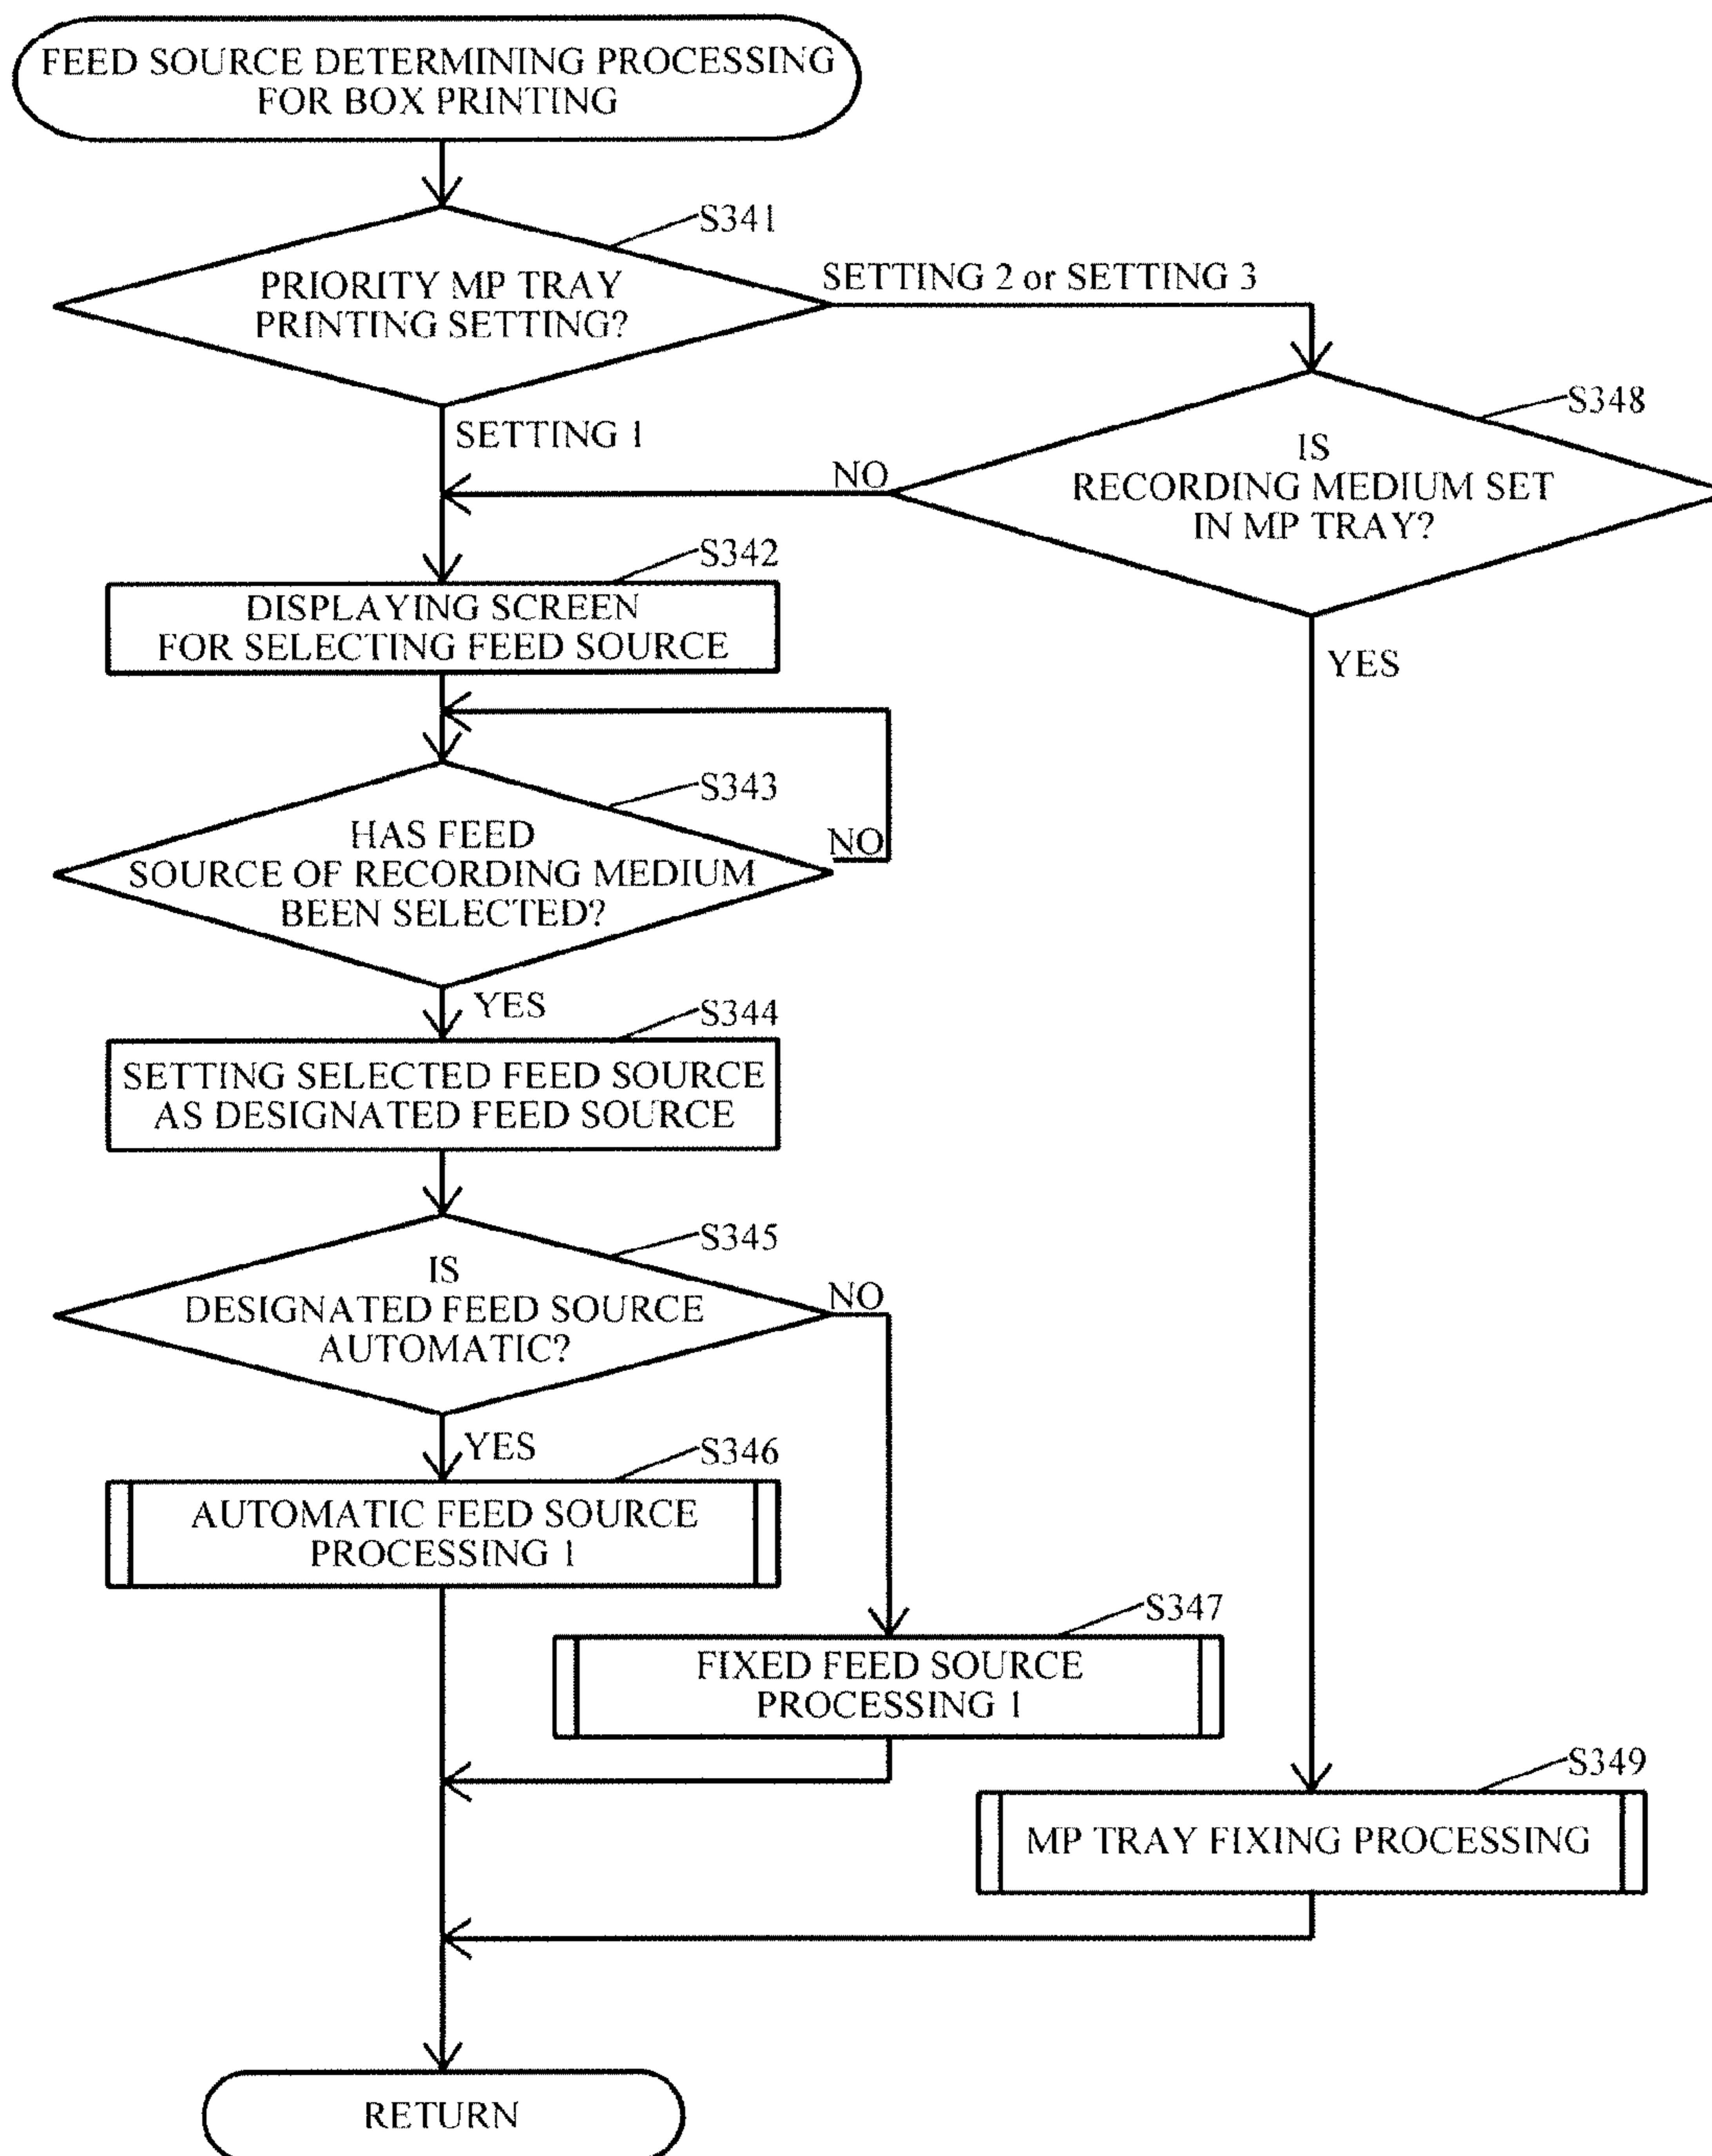 FEED SOURCE DETERMINING PROCESSING
FOR BOX PRINTING
S341
PRIORITY MP TRAY
PRINTING SETTING?
SETTING 2 or SETTING 3
SETTING 1
S348
IS
RECORDING MEDIUM SET
IN MP TRAY?
NO
YES
S342
DISPLAYING SCREEN
FOR SELECTING FEED SOURCE
S343
HAS FEED
SOURCE OF RECORDING MEDIUM
BEEN SELECTED?
NO
YES
S344
SETTING SELECTED FEED SOURCE
AS DESIGNATED FEED SOURCE
S345
IS
DESIGNATED FEED SOURCE
AUTOMATIC?
NO
YES
S346
AUTOMATIC FEED SOURCE
PROCESSING 1
S347
FIXED FEED SOURCE
PROCESSING 1
S349
MP TRAY FIXING PROCESSING
RETURN